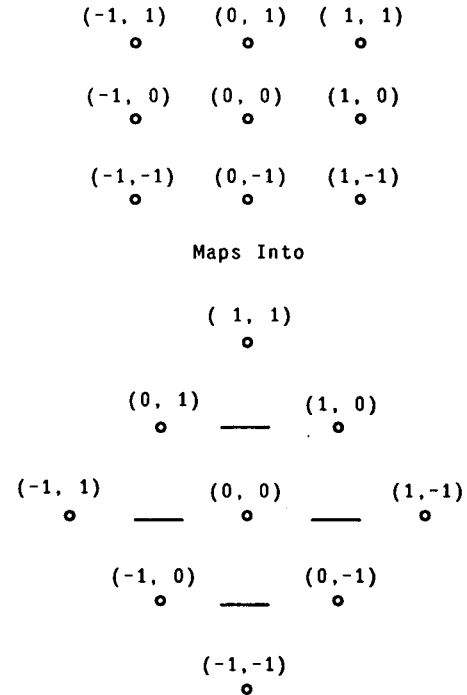 (-1, 1) (0, 1) ( 1, 1)
(-1, 0) (0, 0) (1, 0)
(-1,-1) (0,-1) (1,-1)
Maps Into
( 1, 1)
(0, 1) (1, 0)
(-1, 1) (0, 0) (1,-1)
(-1, 0) (0,-1)
(-1,-1)